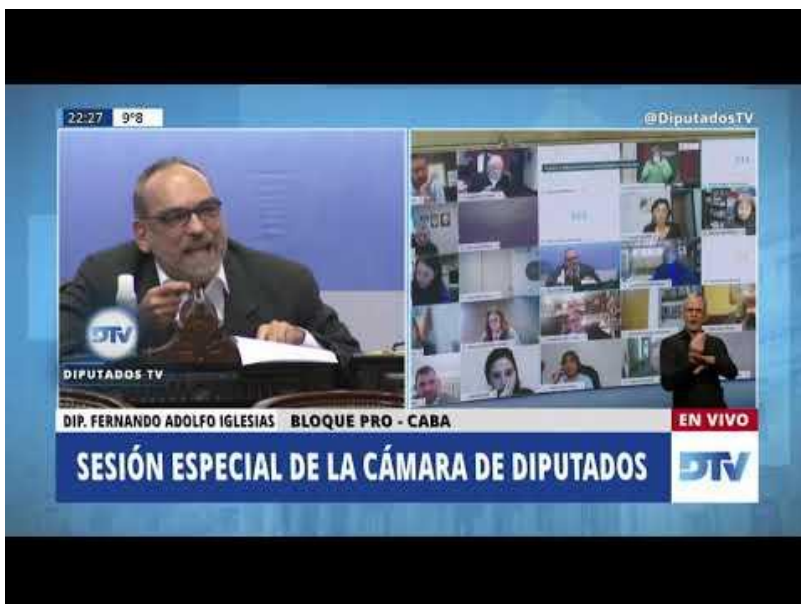 22:27 9°8
@DiputadosTV
DTV
DIPUTADOS TV
DIP. FERNANDO ADOLFO IGLESIAS BLOQUE PRO - CABA
EN VIVO
SESIÓN ESPECIAL DE LA CÁMARA DE DIPUTADOS
DTV